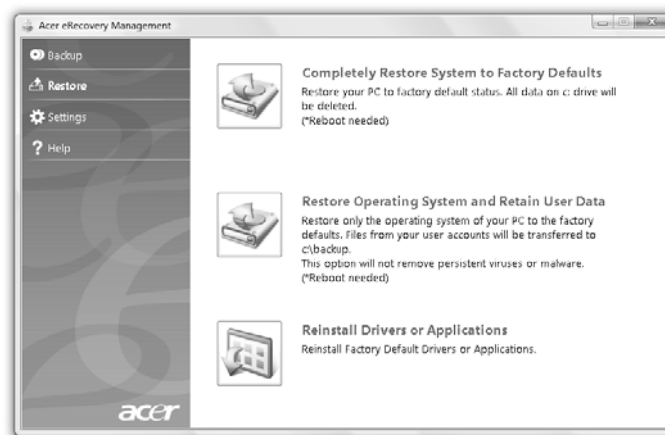 Acer eRecovery Management
Backup
Restore
Settings
Help
Completely Restore System to Factory Defaults
Restore your PC to factory default status. All data on c: drive will
be deleted.
(*Reboot needed)
Restore Operating System and Retain User Data
Restore only the operating system of your PC to the factory
defaults. Files from your user accounts will be transferred to
c:\backup.
This option will not remove persistent viruses or malware.
(*Reboot needed)
Reinstall Drivers or Applications
Reinstall Factory Default Drivers or Applications.
acer